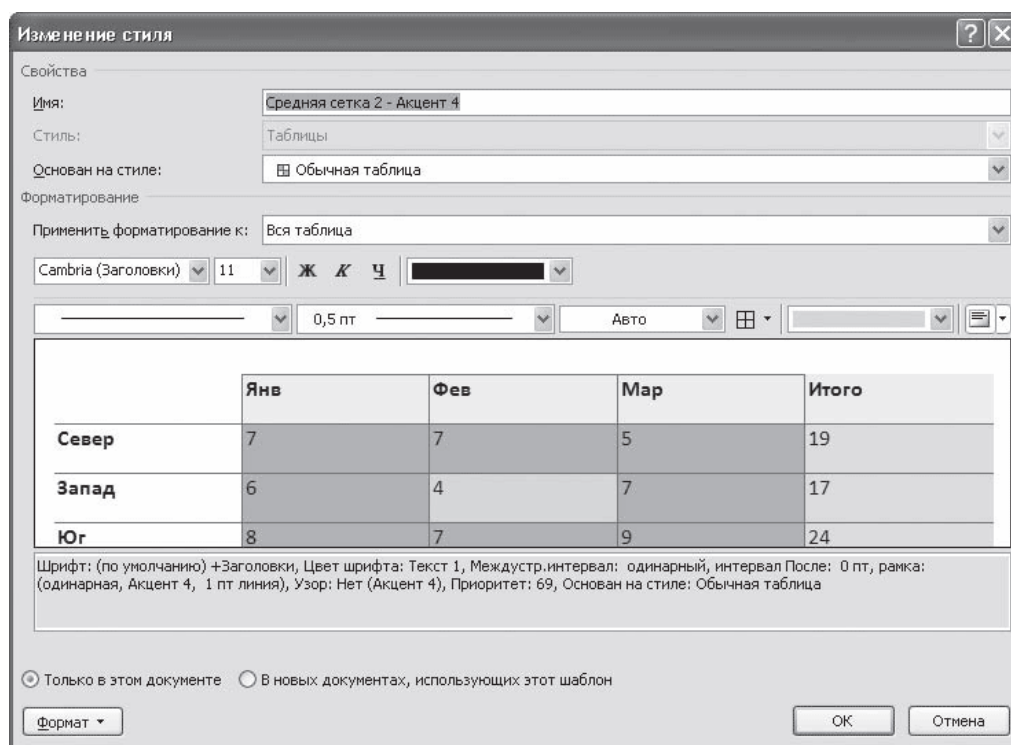 Изменение стиля
Свойства
Имя: Средняя сетка 2 - Акцент 4
Стиль: Таблицы
Основан на стиле: Обычная таблица
Форматирование
Применить форматирование к: Вся таблица
Cambria (Заголовки) 11 Ж К Ч
0,5 пт Авто
Янв Фев Мар Итого
Север 7 7 5 19
Запад 6 4 7 17
Юг 8 7 9 24
Шрифт: (по умолчанию) +Заголовки, Цвет шрифта: Текст 1, Междустр.интервал: одинарный, интервал После: 0 пт, рамка:
(одинарная, Акцент 4, 1 пт линия), Узор: Нет (Акцент 4), Приоритет: 69, Основан на стиле: Обычная таблица
Только в этом документе В новых документах, использующих этот шаблон
Формат ОК Отмена